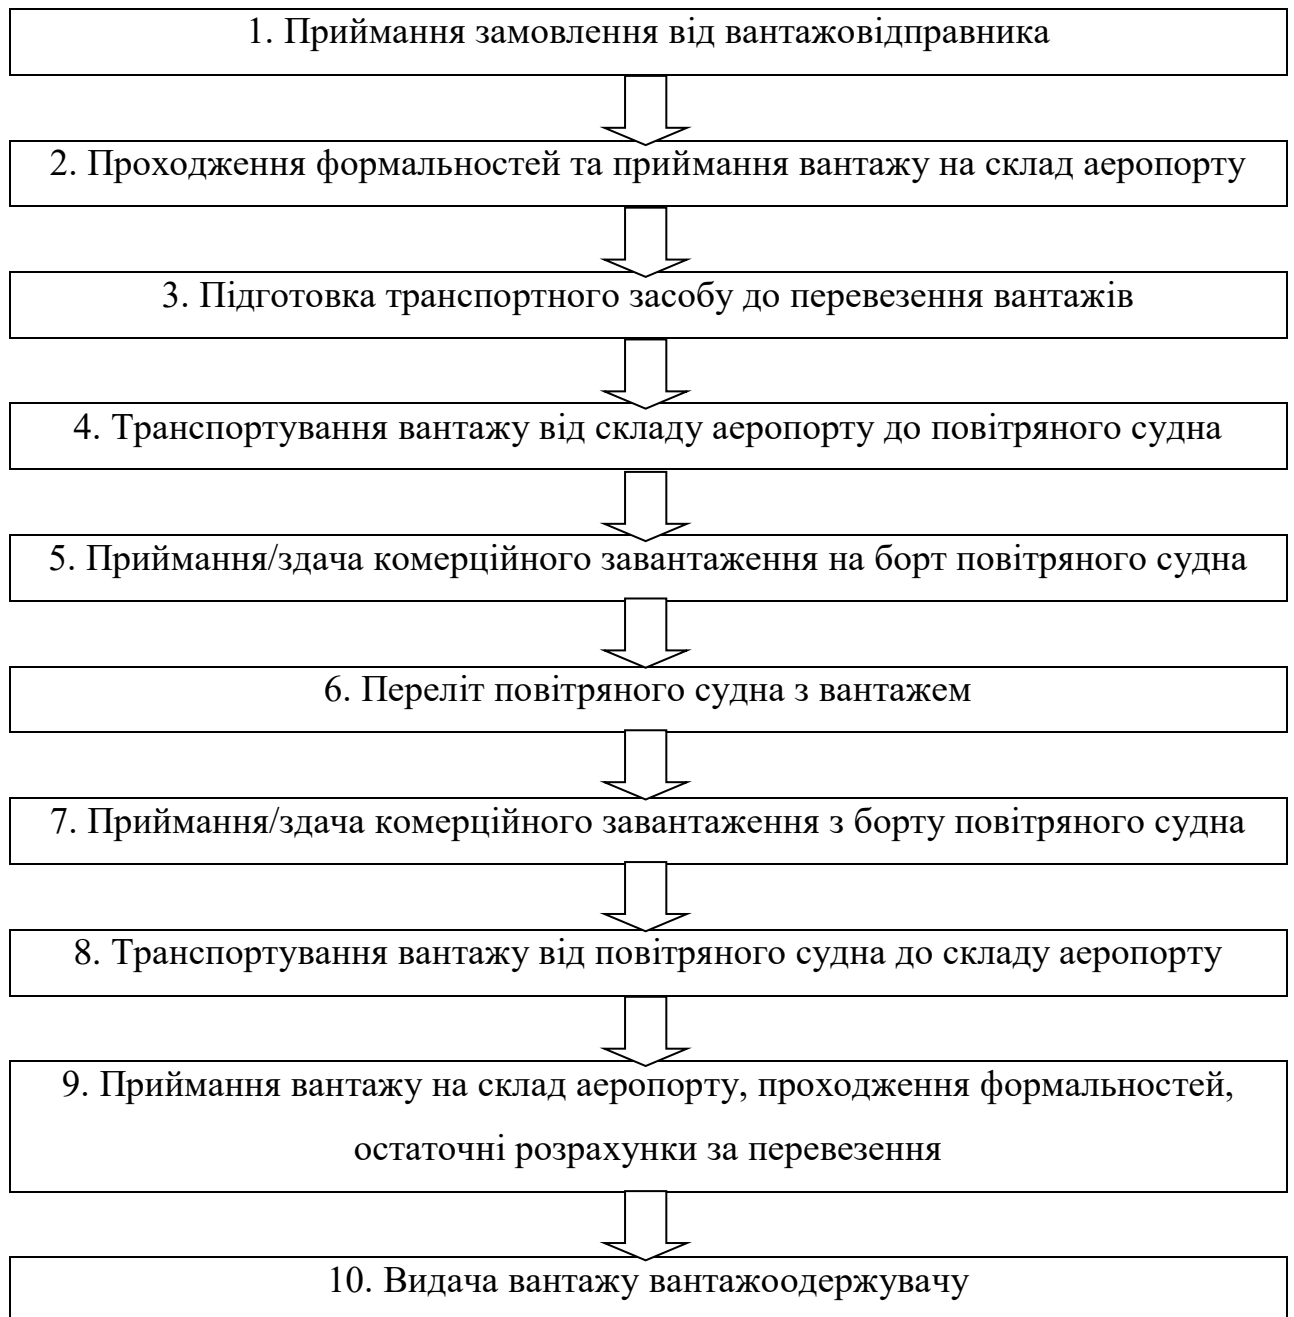 1. Приймання замовлення від вантажовідправника
2. Проходження формальностей та приймання вантажу на склад аеропорту
3. Підготовка транспортного засобу до перевезення вантажів
4. Транспортування вантажу від складу аеропорту до повітряного судна
5. Приймання/здача комерційного завантаження на борт повітряного судна
6. Переліт повітряного судна з вантажем
7. Приймання/здача комерційного завантаження з борту повітряного судна
8. Транспортування вантажу від повітряного судна до складу аеропорту
9. Приймання вантажу на склад аеропорту, проходження формальностей,
остаточні розрахунки за перевезення
10. Видача вантажу вантажоодержувачу